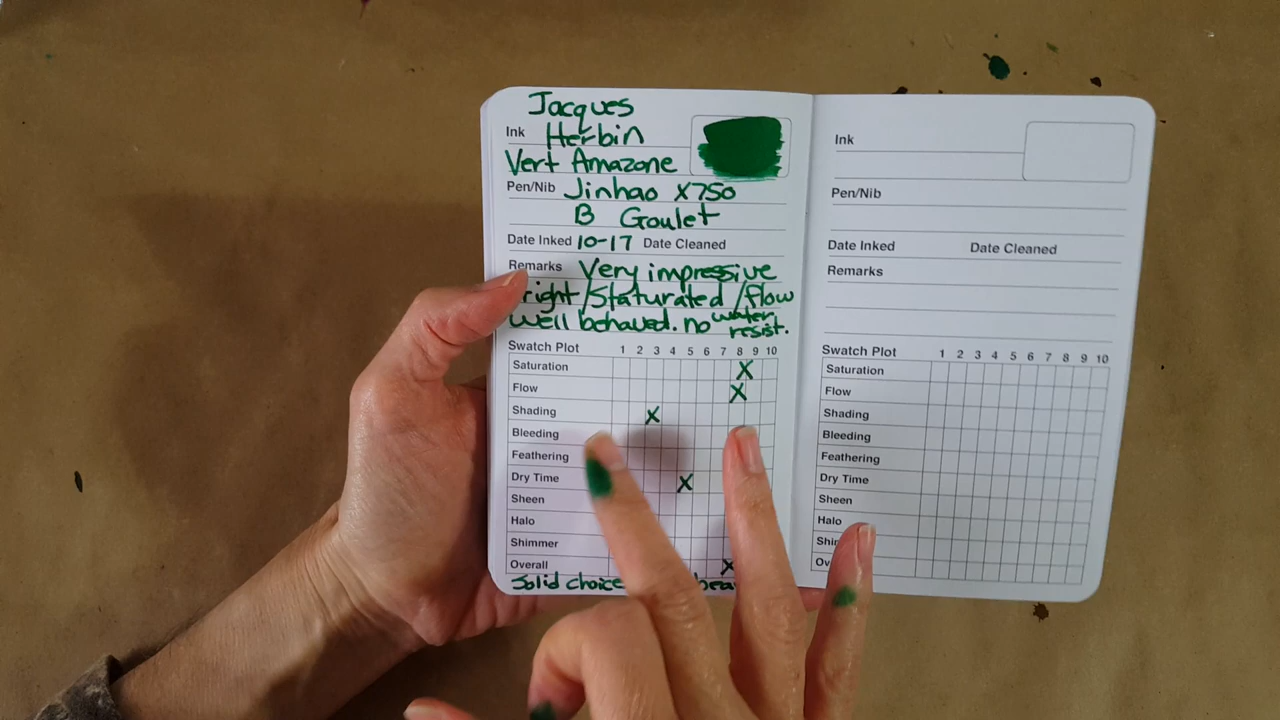 Jacques
Ink Herbin
Vert Amazone
Pen/Nib Jinhao X750
B Goulet
Date Inked 10-17 Date Cleaned
Remarks Very impressive
right/Staturated/flow
well behaved. no water
resist.
Swatch Plot 1 2 3 4 5 6 7 8 9 10
Saturation X
Flow X
Shading X
Bleeding
Feathering
Dry Time X
Sheen
Halo
Shimmer
Overall X
Solid choice
Ink
Pen/Nib
Date Inked Date Cleaned
Remarks
Swatch Plot 1 2 3 4 5 6 7 8 9 10
Saturation
Flow
Shading
Bleeding
Feathering
Dry Time
Sheen
Halo